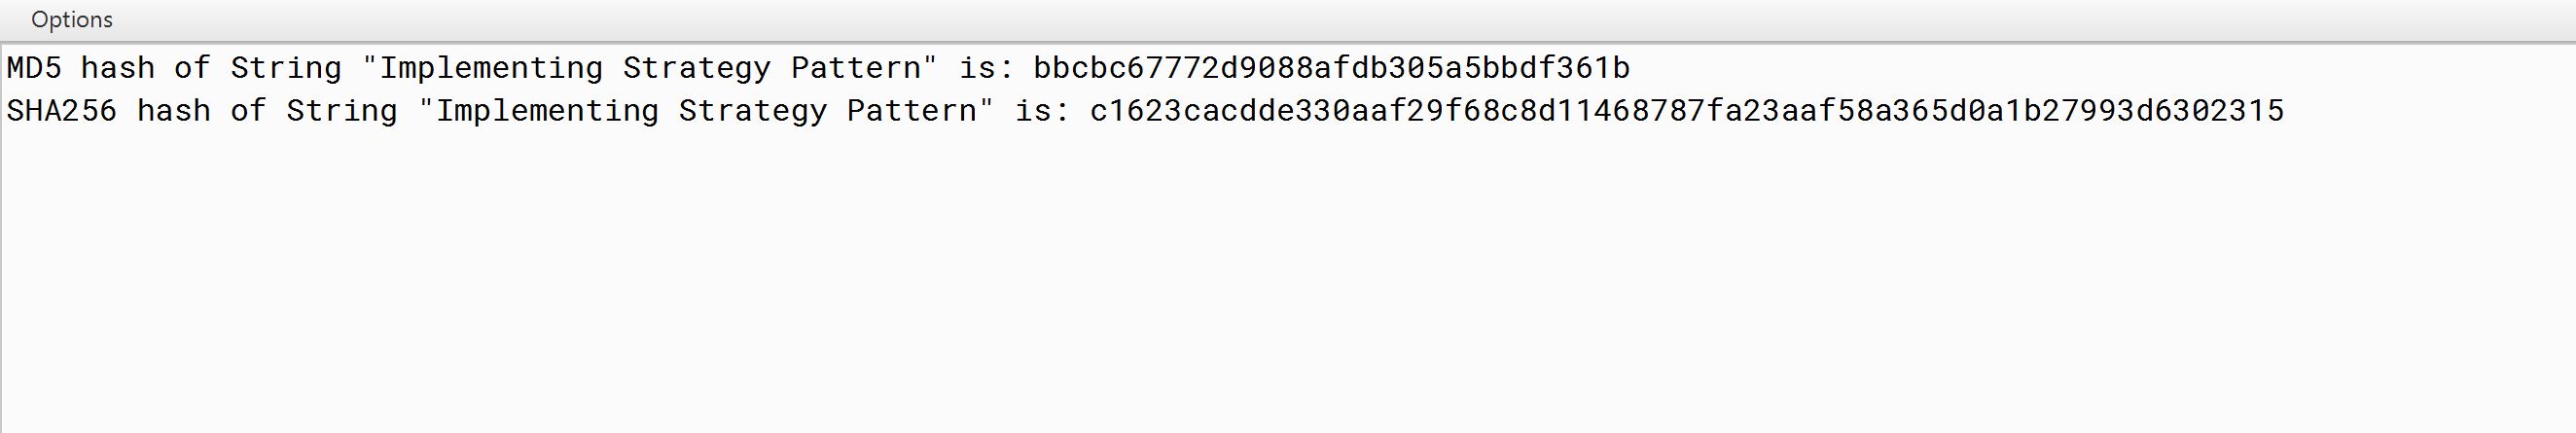 Options
MD5 hash of String "Implementing Strategy Pattern" is: bbcbc67772d9088afdb305a5bbdf361b
SHA256 hash of String "Implementing Strategy Pattern" is: c1623cacdde330aaf29f68c8d11468787fa23aaf58a365d0a1b27993d6302315